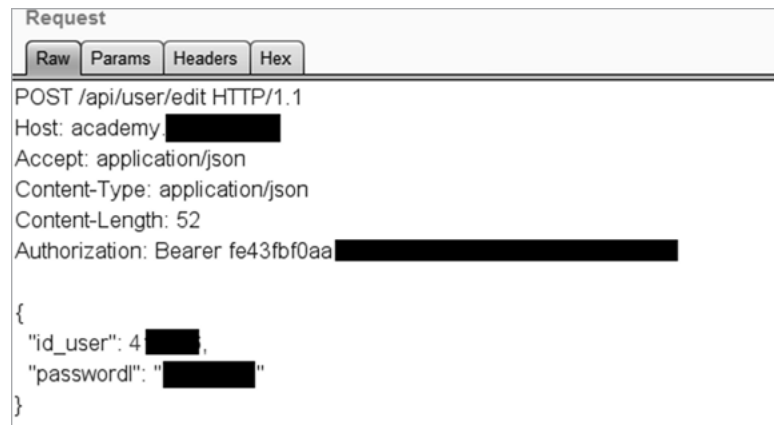 Request
Raw Params Headers Hex
POST /api/user/edit HTTP/1.1
Host: academy.
Accept: application/json
Content-Type: application/json
Content-Length: 52
Authorization: Bearer fe43fbf0aa
{
"id_user": 4 ,
"passwordl": " "
}